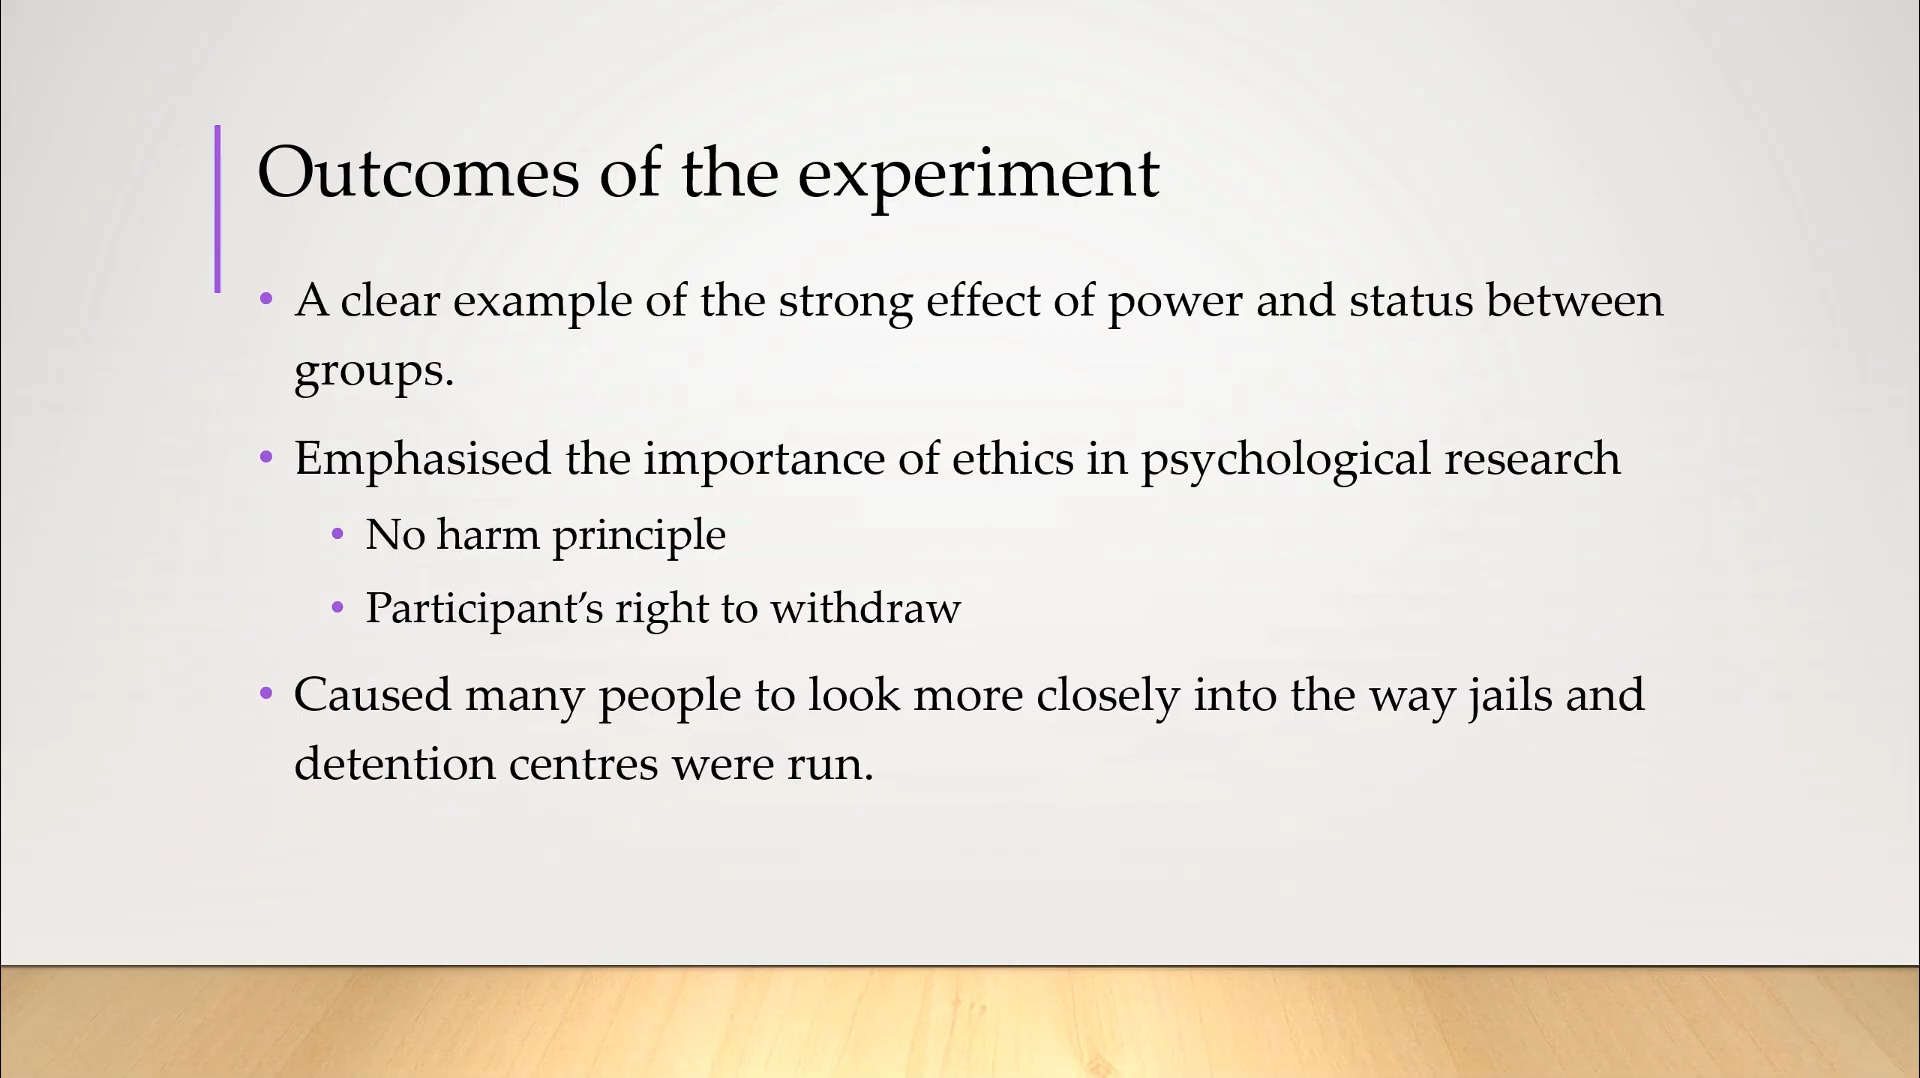 Outcomes of the experiment
• A clear example of the strong effect of power and status between
groups.
• Emphasised the importance of ethics in psychological research
• No harm principle
• Participant’s right to withdraw
• Caused many people to look more closely into the way jails and
detention centres were run.